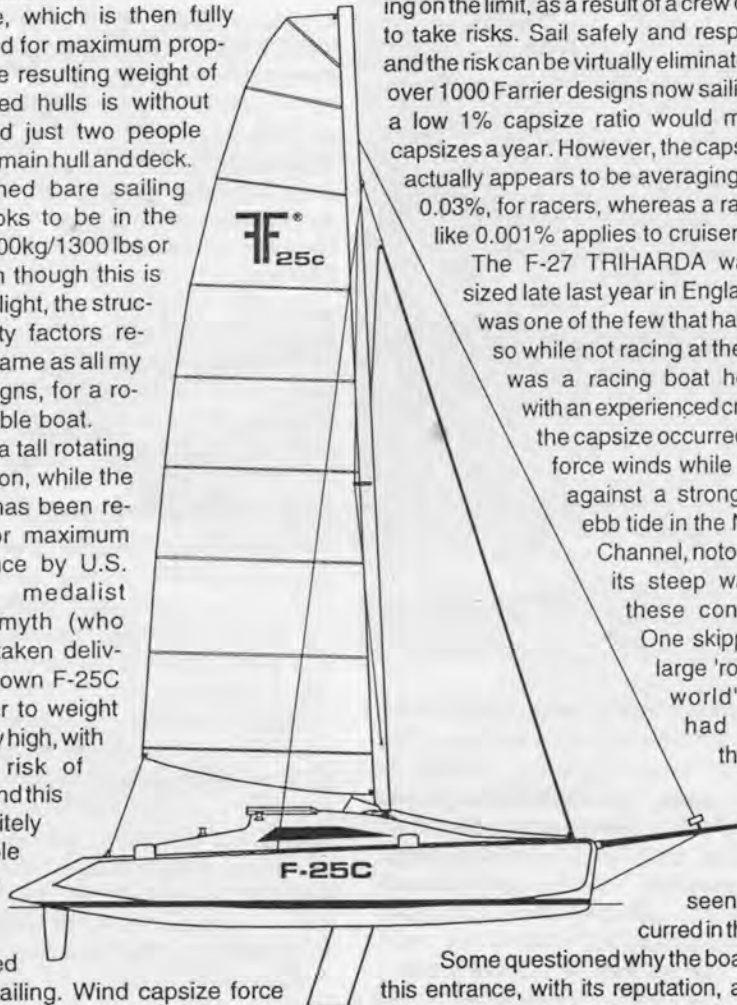 e, which is then fully
d for maximum prop-
e resulting weight of
ed hulls is without
d just two people
main hull and deck.
ned bare sailing
oks to be in the
00kg/1300 lbs or
n though this is
light, the struc-
ty factors re-
ame as all my
igns, for a ro-
ble boat.
a tall rotating
on, while the
has been re-
or maximum
nce by U.S.
medalist
myth (who
taken deliv-
own F-25C
r to weight
y high, with
risk of
nd this
itely
ple
ed
ailing. Wind capsize force
FF®
25c
F-25C
ing on the limit, as a result of a crew
to take risks. Sail safely and resp
and the risk can be virtually eliminate
over 1000 Farrier designs now saili
a low 1% capsize ratio would m
capsizes a year. However, the caps
actually appears to be averaging
0.03%, for racers, whereas a ra
like 0.001% applies to cruiser
The F-27 TRIHARDA wa
sized late last year in Engla
was one of the few that ha
so while not racing at the
was a racing boat h
with an experienced cr
the capsize occurred
force winds while
against a strong
ebb tide in the N
Channel, noto
its steep w
these con
One skipp
large 'ro
world'
had
th
seen
curred in th
Some questioned why the boa
this entrance, with its reputation, a